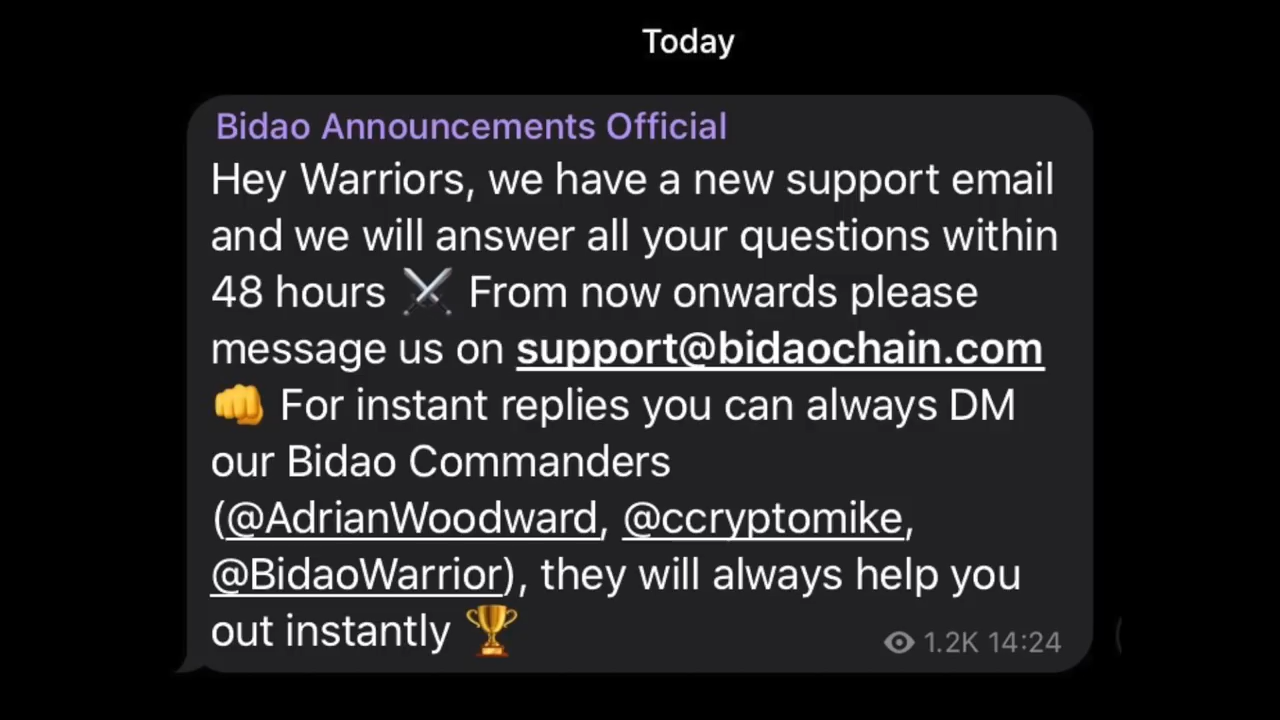 Today
Bidao Announcements Official
Hey Warriors, we have a new support email
and we will answer all your questions within
48 hours ⚔️ From now onwards please
message us on support@bidaochain.com
👊 For instant replies you can always DM
our Bidao Commanders
(@AdrianWoodward, @ccryptomike,
@BidaoWarrior), they will always help you
out instantly 🏆
1.2K 14:24